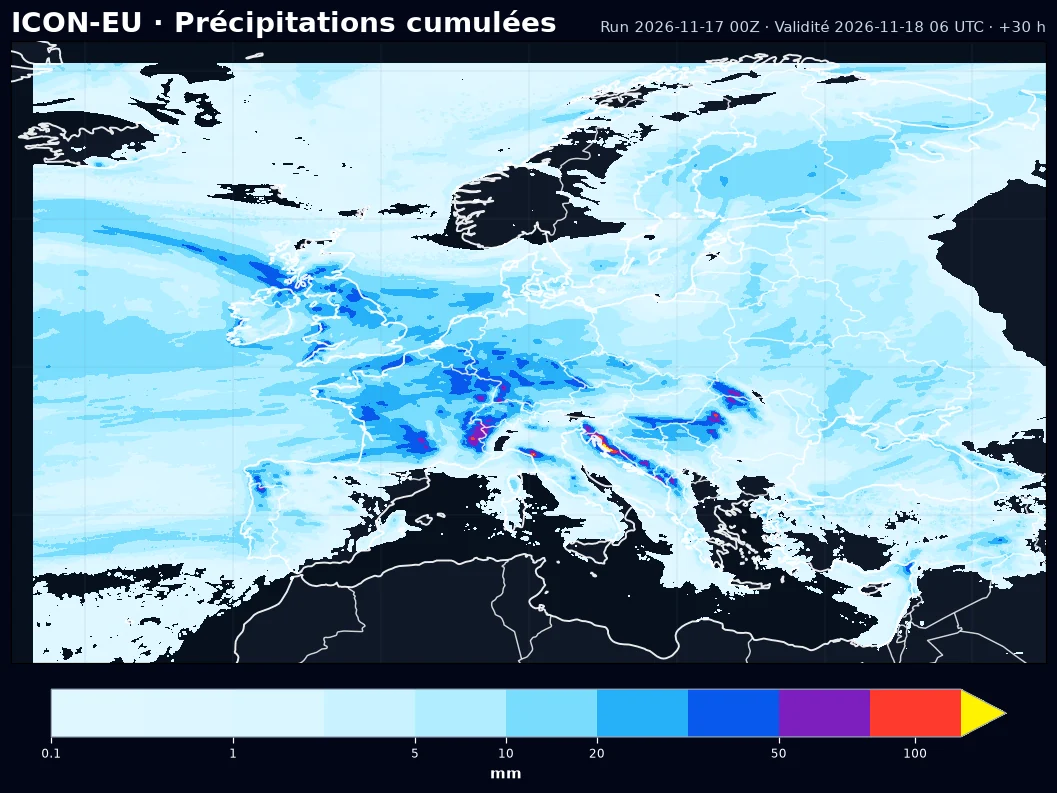 ICON-EU · Précipitations cumulées
Run 2026-11-17 00Z · Validité 2026-11-18 06 UTC · +30 h
0.1 1 5 10 20 50 100
mm